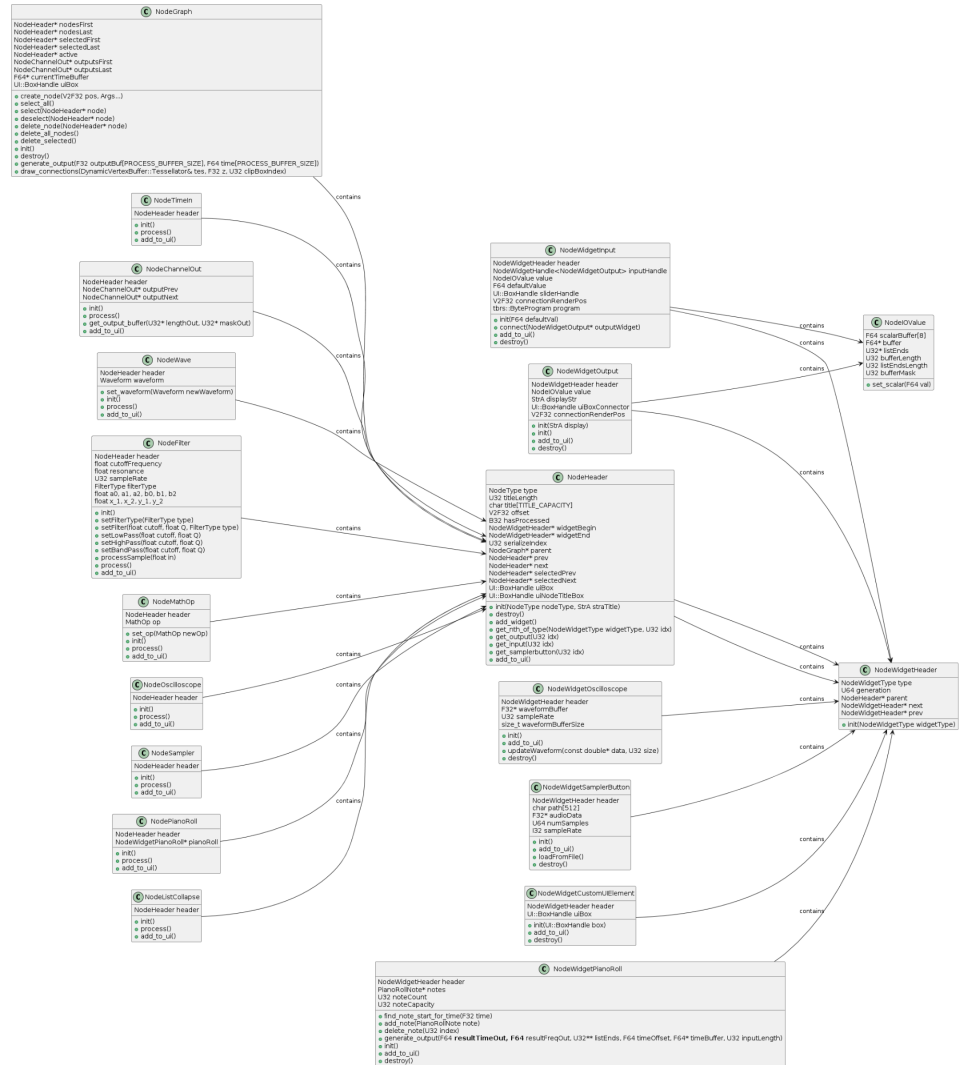 NodeGraph
NodeHeader* nodesFirst
NodeHeader* nodesLast
NodeHeader* selectedFirst
NodeHeader* selectedLast
NodeHeader* active
NodeChannelOut* outputsFirst
NodeChannelOut* outputsLast
F64* currentTimeBuffer
UI::BoxHandle uiBox
create_node(V2F32 pos, Args...)
select_all()
select(NodeHeader* node)
deselect(NodeHeader* node)
delete_node(NodeHeader* node)
delete_all_nodes()
delete_selected()
init()
destroy()
generate_output(F32 outputBuf[PROCESS_BUFFER_SIZE], F64 time[PROCESS_BUFFER_SIZE])
draw_connections(DynamicVertexBuffer::Tessellator& tes, F32 z, U32 clipBoxIndex)
contains
NodeTimeIn
NodeHeader header
init()
process()
add_to_ui()
contains
NodeChannelOut
NodeHeader header
NodeChannelOut* outputPrev
NodeChannelOut* outputNext
init()
process()
get_output_buffer(U32* lengthOut, U32* maskOut)
add_to_ui()
contains
NodeWave
NodeHeader header
Waveform waveform
set_waveform(Waveform newWaveform)
init()
process()
add_to_ui()
contains
NodeFilter
NodeHeader header
float cutoffFrequency
float resonance
U32 sampleRate
FilterType filterType
float a0, a1, a2, b0, b1, b2
float x_1, x_2, y_1, y_2
init()
setFilterType(FilterType type)
setFilter(float cutoff, float Q, FilterType type)
setLowPass(float cutoff, float Q)
setHighPass(float cutoff, float Q)
setBandPass(float cutoff, float Q)
processSample(float in)
process()
add_to_ui()
contains
NodeMathOp
NodeHeader header
MathOp op
set_op(MathOp newOp)
init()
process()
add_to_ui()
contains
NodeOscilloscope
NodeHeader header
init()
process()
add_to_ui()
contains
NodeSampler
NodeHeader header
init()
process()
add_to_ui()
contains
NodePianoRoll
NodeHeader header
NodeWidgetPianoRoll* pianoRoll
init()
process()
add_to_ui()
contains
NodeListCollapse
NodeHeader header
init()
process()
add_to_ui()
contains
NodeWidgetInput
NodeWidgetHeader header
NodeWidgetHandle<NodeWidgetOutput> inputHandle
NodeIOValue value
F64 defaultValue
UI::BoxHandle sliderHandle
V2F32 connectionRenderPos
tbrs::ByteProgram program
init(F64 defaultVal)
connect(NodeWidgetOutput* outputWidget)
add_to_ui()
destroy()
contains
contains
NodeWidgetOutput
NodeWidgetHeader header
NodeIOValue value
StrA displayStr
UI::BoxHandle uiBoxConnector
V2F32 connectionRenderPos
init(StrA display)
init()
add_to_ui()
destroy()
contains
contains
NodeIOValue
F64 scalarBuffer[8]
F64* buffer
U32* listEnds
U32 bufferLength
U32 listEndsLength
U32 bufferMask
set_scalar(F64 val)
NodeHeader
NodeType type
U32 titleLength
char title[TITLE_CAPACITY]
V2F32 offset
B32 hasProcessed
NodeWidgetHeader* widgetBegin
NodeWidgetHeader* widgetEnd
U32 serializeIndex
NodeGraph* parent
NodeHeader* prev
NodeHeader* next
NodeHeader* selectedPrev
NodeHeader* selectedNext
UI::BoxHandle uiBox
UI::BoxHandle uiNodeTitleBox
init(NodeType nodeType, StrA straTitle)
destroy()
add_widget()
get_nth_of_type(NodeWidgetType widgetType, U32 idx)
get_output(U32 idx)
get_input(U32 idx)
get_samplerbutton(U32 idx)
add_to_ui()
contains
contains
NodeWidgetHeader
NodeWidgetType type
U64 generation
NodeHeader* parent
NodeWidgetHeader* next
NodeWidgetHeader* prev
init(NodeWidgetType widgetType)
NodeWidgetOscilloscope
NodeWidgetHeader header
F32* waveformBuffer
U32 sampleRate
size_t waveformBufferSize
init()
add_to_ui()
updateWaveform(const double* data, U32 size)
destroy()
contains
NodeWidgetSamplerButton
NodeWidgetHeader header
char path[512]
F32* audioData
U64 numSamples
I32 sampleRate
init()
add_to_ui()
loadFromFile()
destroy()
contains
NodeWidgetCustomUIElement
NodeWidgetHeader header
UI::BoxHandle uiBox
init(UI::BoxHandle box)
add_to_ui()
destroy()
contains
NodeWidgetPianoRoll
NodeWidgetHeader header
PianoRollNote* notes
U32 noteCount
U32 noteCapacity
find_note_start_for_time(F32 time)
add_note(PianoRollNote note)
delete_note(U32 index)
generate_output(F64 resultTimeOut, F64 resultFreqOut, U32** listEnds, F64 timeOffset, F64* timeBuffer, U32 inputLength)
init()
add_to_ui()
destroy()
contains